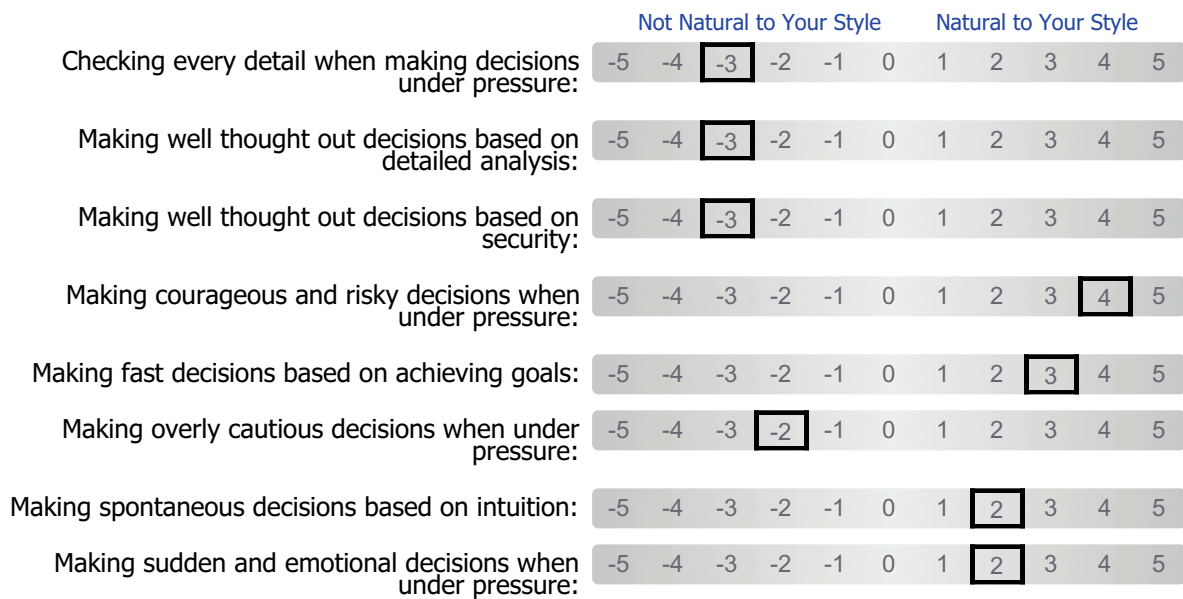 Not Natural to Your Style Natural to Your Style
Checking every detail when making decisions
under pressure:
-5 -4 -3 -2 -1 0 1 2 3 4 5
Making well thought out decisions based on
detailed analysis:
-5 -4 -3 -2 -1 0 1 2 3 4 5
Making well thought out decisions based on
security:
-5 -4 -3 -2 -1 0 1 2 3 4 5
Making courageous and risky decisions when
under pressure:
-5 -4 -3 -2 -1 0 1 2 3 4 5
Making fast decisions based on achieving goals:
-5 -4 -3 -2 -1 0 1 2 3 4 5
Making overly cautious decisions when under
pressure:
-5 -4 -3 -2 -1 0 1 2 3 4 5
Making spontaneous decisions based on intuition:
-5 -4 -3 -2 -1 0 1 2 3 4 5
Making sudden and emotional decisions when
under pressure:
-5 -4 -3 -2 -1 0 1 2 3 4 5